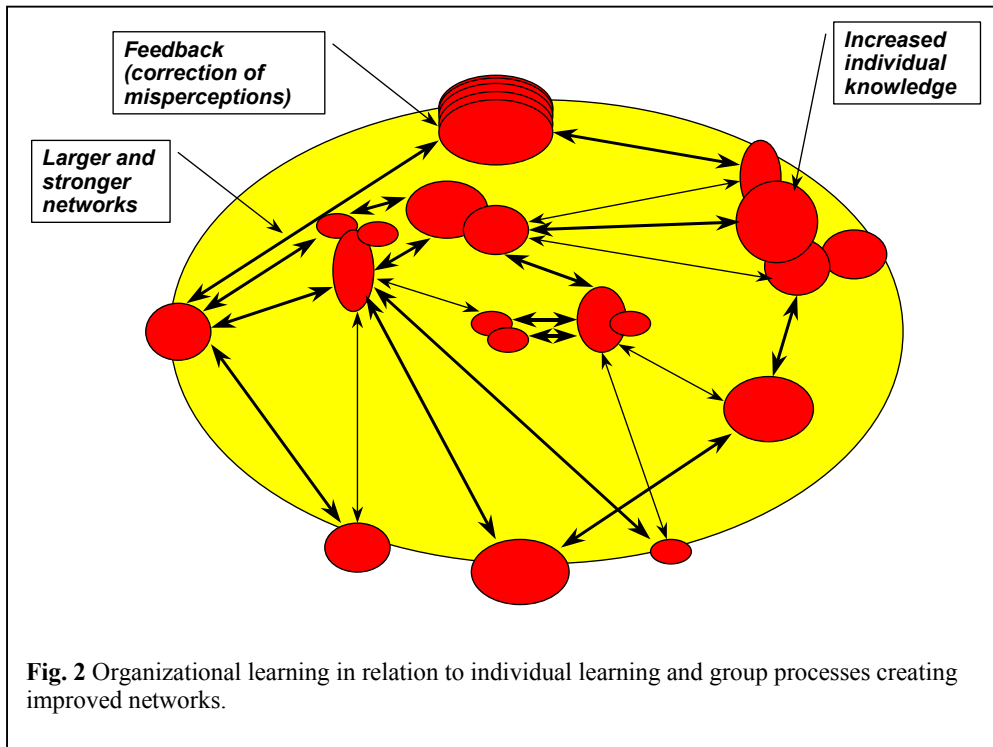 Feedback
(correction of
misperceptions)
Increased
individual
knowledge
Larger and
stronger
networks
Fig. 2 Organizational learning in relation to individual learning and group processes creating
improved networks.